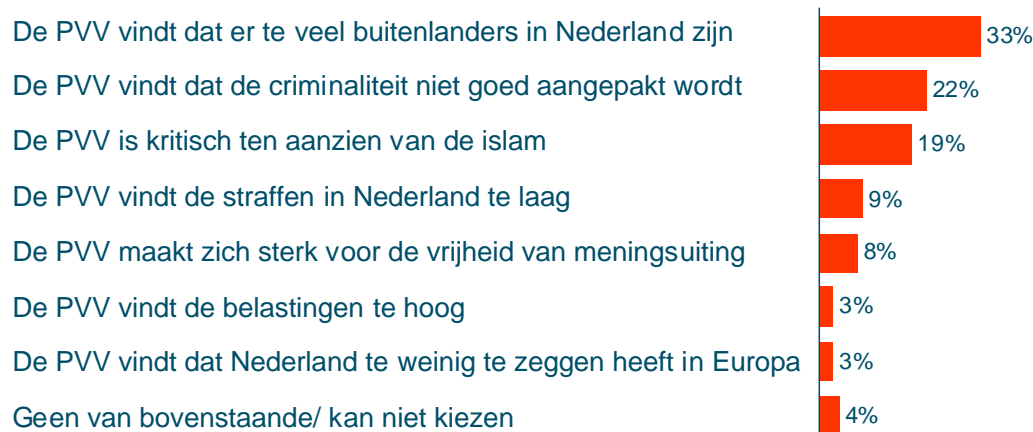 De PVV vindt dat er te veel buitenlanders in Nederland zijn 33%
De PVV vindt dat de criminaliteit niet goed aangepakt wordt 22%
De PVV is kritisch ten aanzien van de islam 19%
De PVV vindt de straffen in Nederland te laag 9%
De PVV maakt zich sterk voor de vrijheid van meningsuiting 8%
De PVV vindt de belastingen te hoog 3%
De PVV vindt dat Nederland te weinig te zeggen heeft in Europa 3%
Geen van bovenstaande/ kan niet kiezen 4%